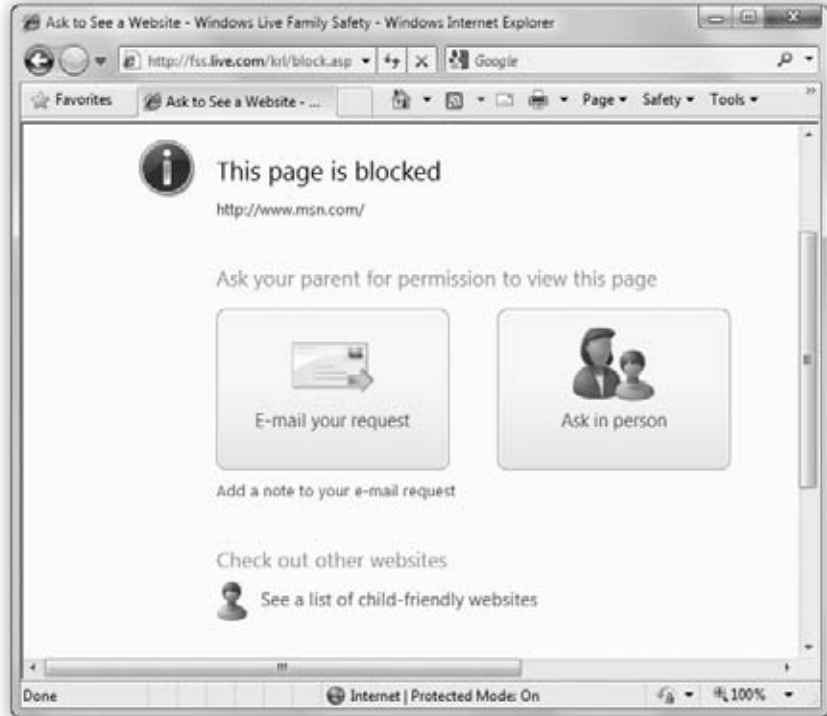 Ask to See a Website - Windows Live Family Safety - Windows Internet Explorer
http://fss.live.com/krl/block.asp
Google
Favorites
Ask to See a Website - ...
Page
Safety
Tools
This page is blocked
http://www.msn.com/
Ask your parent for permission to view this page
E-mail your request
Ask in person
Add a note to your e-mail request
Check out other websites
See a list of child-friendly websites
Done
Internet | Protected Mode: On
100%